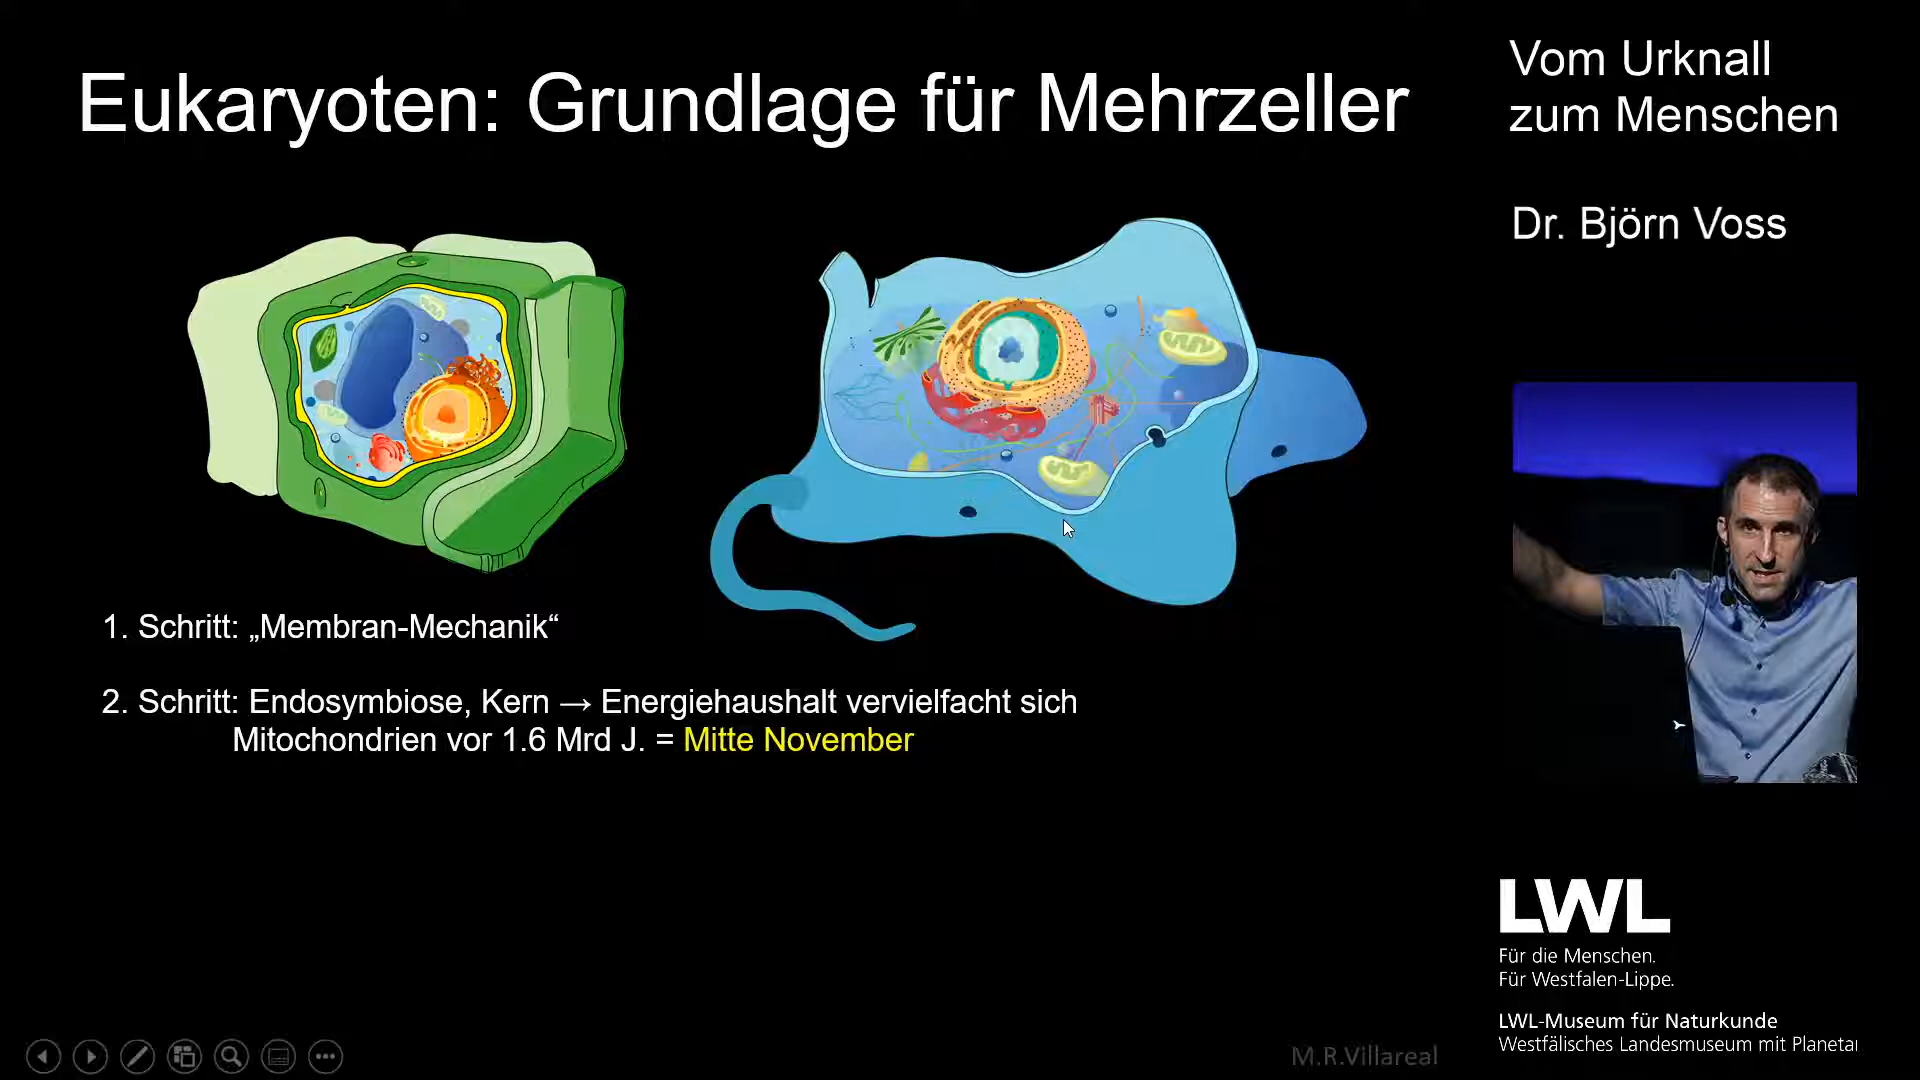 Eukaryoten: Grundlage für Mehrzeller
1. Schritt: „Membran-Mechanik“
2. Schritt: Endosymbiose, Kern → Energiehaushalt vervielfacht sich
Mitochondrien vor 1.6 Mrd J. = Mitte November
M.R.Villareal
Vom Urknall
zum Menschen
Dr. Björn Voss
LWL
Für die Menschen.
Für Westfalen-Lippe.
LWL-Museum für Naturkunde
Westfälisches Landesmuseum mit Planetar